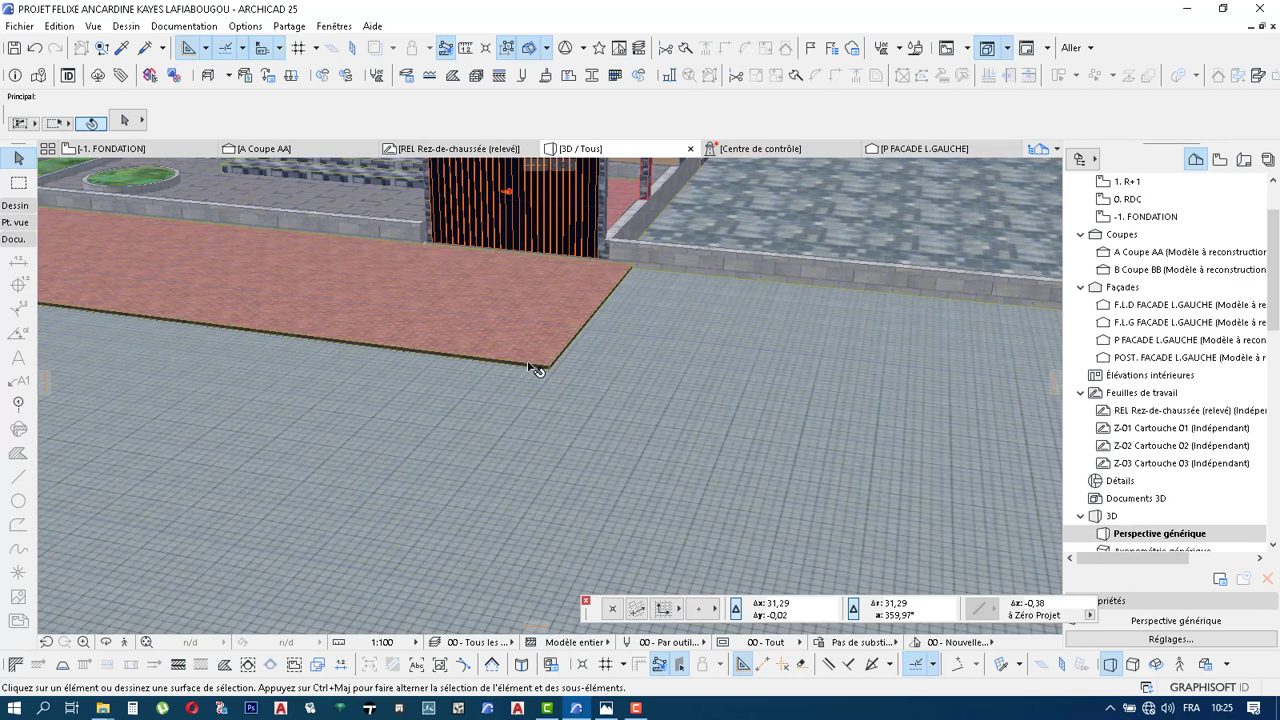 PROJET FELIXE ANCARDINE KAYES LAFIABOUGOU - ARCHICAD 25
Fichier Edition Vue Dessin Documentation Options Partage Fenêtres Aide
Aller
Principal:
[-1. FONDATION] [A Coupe AA] [REL Rez-de-chaussée (relevé)] [3D / Tous] [Centre de contrôle] [P FACADE L.GAUCHE]
Dessin
Pt. vue
Docu.
1. R+1
0. RDC
-1. FONDATION
Coupes
A Coupe AA (Modèle à reconstruction
B Coupe BB (Modèle à reconstruction
Façades
F.L.D FACADE L.GAUCHE (Modèle à re
F.L.G FACADE L.GAUCHE (Modèle à re
P FACADE L.GAUCHE (Modèle à recons
POST. FACADE L.GAUCHE (Modèle à re
Élévations intérieures
Feuilles de travail
REL Rez-de-chaussée (relevé) (Indéper
Z-01 Cartouche 01 (Indépendant)
Z-02 Cartouche 02 (Indépendant)
Z-03 Cartouche 03 (Indépendant)
Détails
Documents 3D
3D
Perspective générique
Δx: 31,29 Δr: 31,29 Δz: -0,38
Δy: -0,02 a: 359,97° à Zéro Projet
opriétés
Perspective générique
Réglages...
n/d n/d 1:100 00 - Tous les ... Modèle entier 00 - Par outil... 00 - Tout Pas de substi... 00 - Nouvelle...
Cliquez sur un élément ou dessinez une surface de sélection. Appuyez sur Ctrl+Maj pour faire alterner la sélection de l'élément et des sous-éléments.
GRAPHISOFT ID
FR 10:25